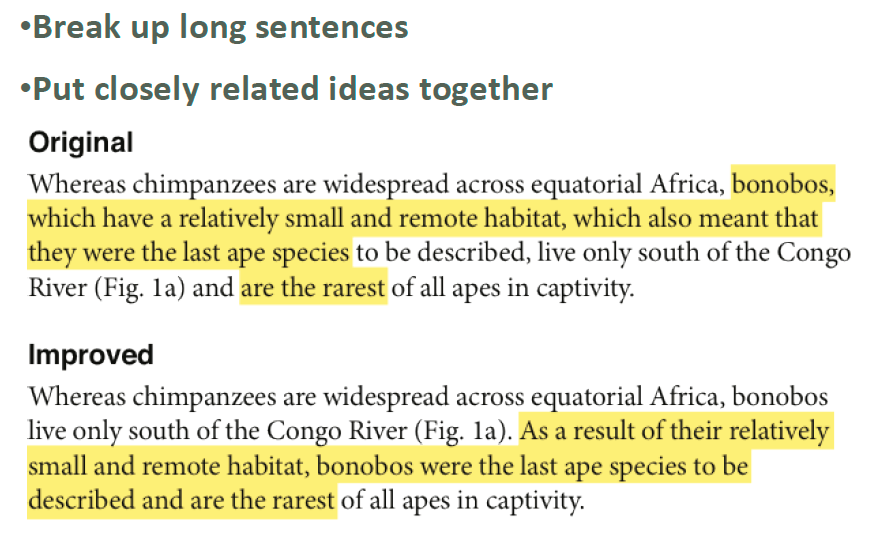 •Break up long sentences
•Put closely related ideas together
Original
Whereas chimpanzees are widespread across equatorial Africa, bonobos,
which have a relatively small and remote habitat, which also meant that
they were the last ape species to be described, live only south of the Congo
River (Fig. 1a) and are the rarest of all apes in captivity.
Improved
Whereas chimpanzees are widespread across equatorial Africa, bonobos
live only south of the Congo River (Fig. 1a). As a result of their relatively
small and remote habitat, bonobos were the last ape species to be
described and are the rarest of all apes in captivity.